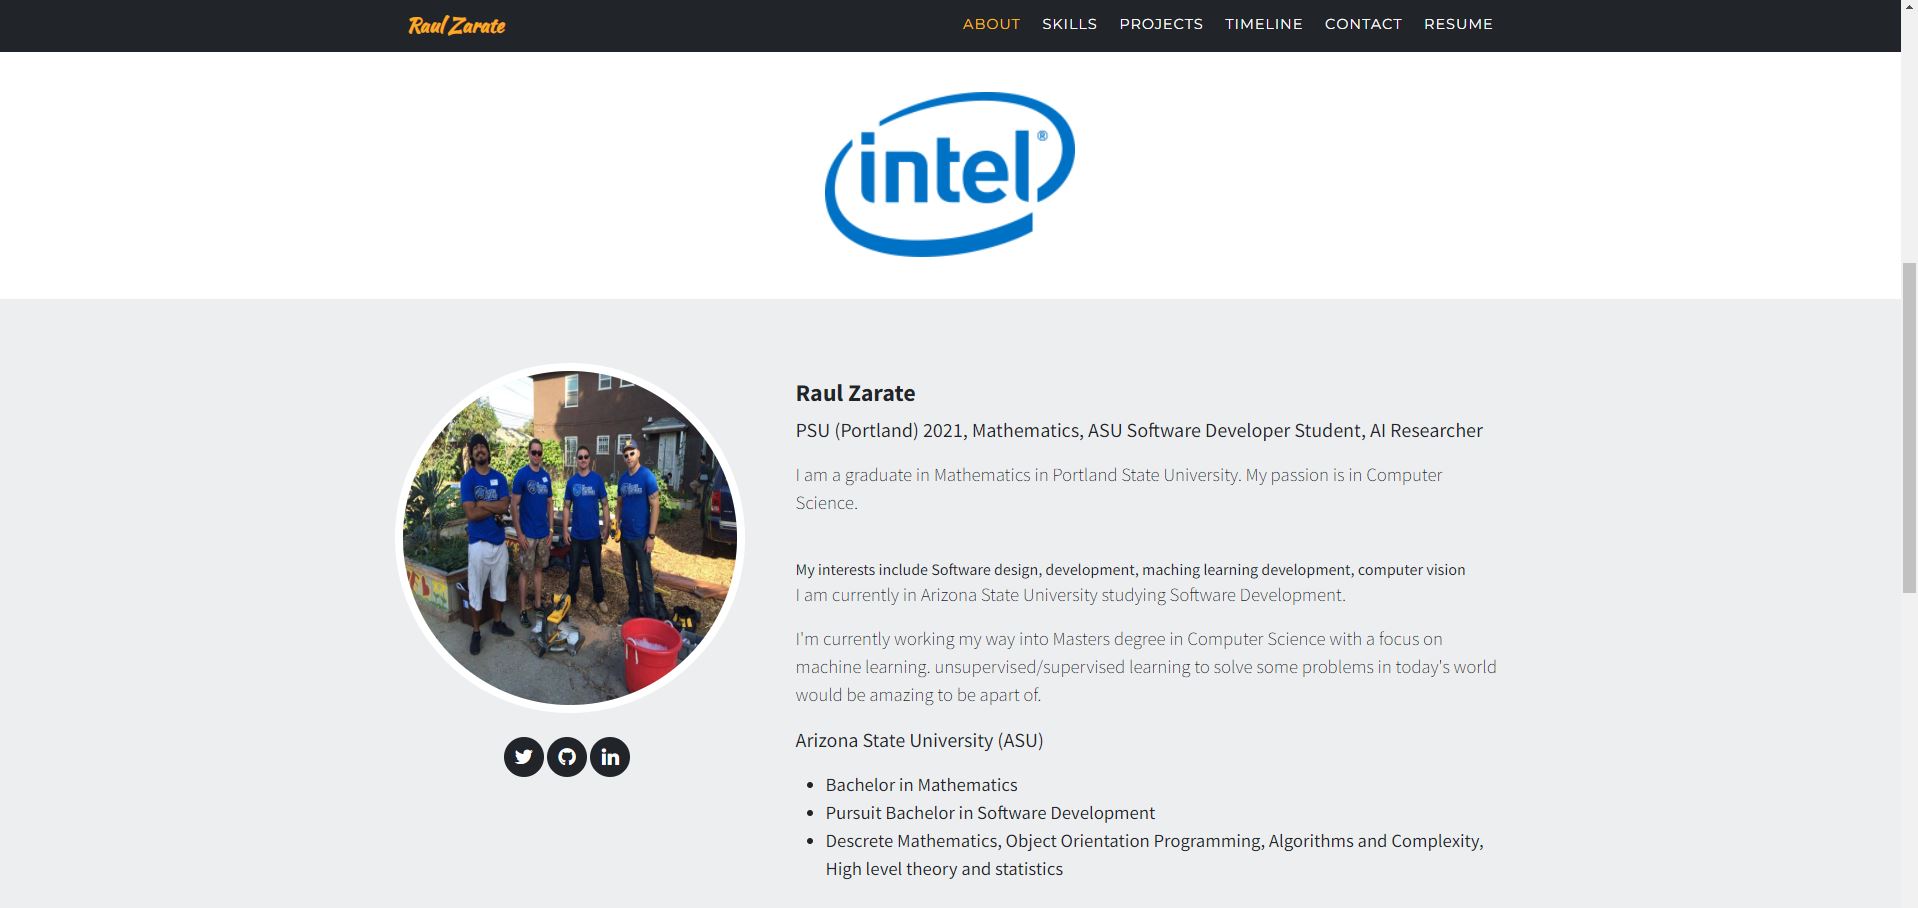 Raul Zarate
ABOUT SKILLS PROJECTS TIMELINE CONTACT RESUME
intel®
Raul Zarate
PSU (Portland) 2021, Mathematics, ASU Software Developer Student, AI Researcher
I am a graduate in Mathematics in Portland State University. My passion is in Computer
Science.
My interests include Software design, development, maching learning development, computer vision
I am currently in Arizona State University studying Software Development.
I'm currently working my way into Masters degree in Computer Science with a focus on
machine learning. unsupervised/supervised learning to solve some problems in today's world
would be amazing to be apart of.
Arizona State University (ASU)
• Bachelor in Mathematics
• Pursuit Bachelor in Software Development
• Descrete Mathematics, Object Orientation Programming, Algorithms and Complexity,
High level theory and statistics